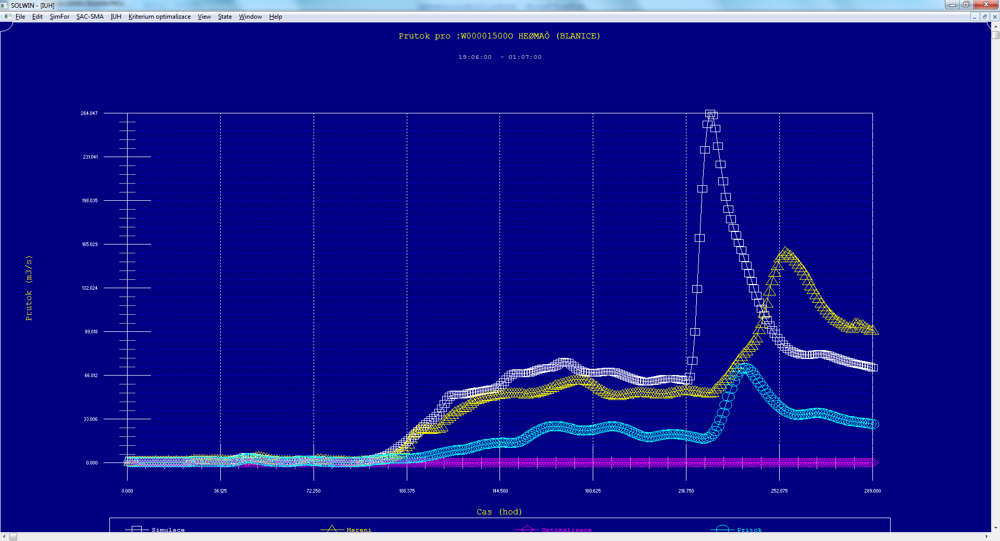 SOLWIN - [IUH]
File Edit SimFor SAC-SMA IUH Kriterium optimalizace View State Window Help
Prutok pro :W000015000 HEØMAÒ (BLANICE)
19:06:00 - 01:07:00
264.047
231.041
198.035
165.029
132.024
99.018
66.012
33.006
0.000
Prutok (m3/s)
0.000 36.125 72.250 108.375 144.500 180.625 216.750 252.875 289.000
Cas (hod)
Simulace Mereni Optimalizace Pritok